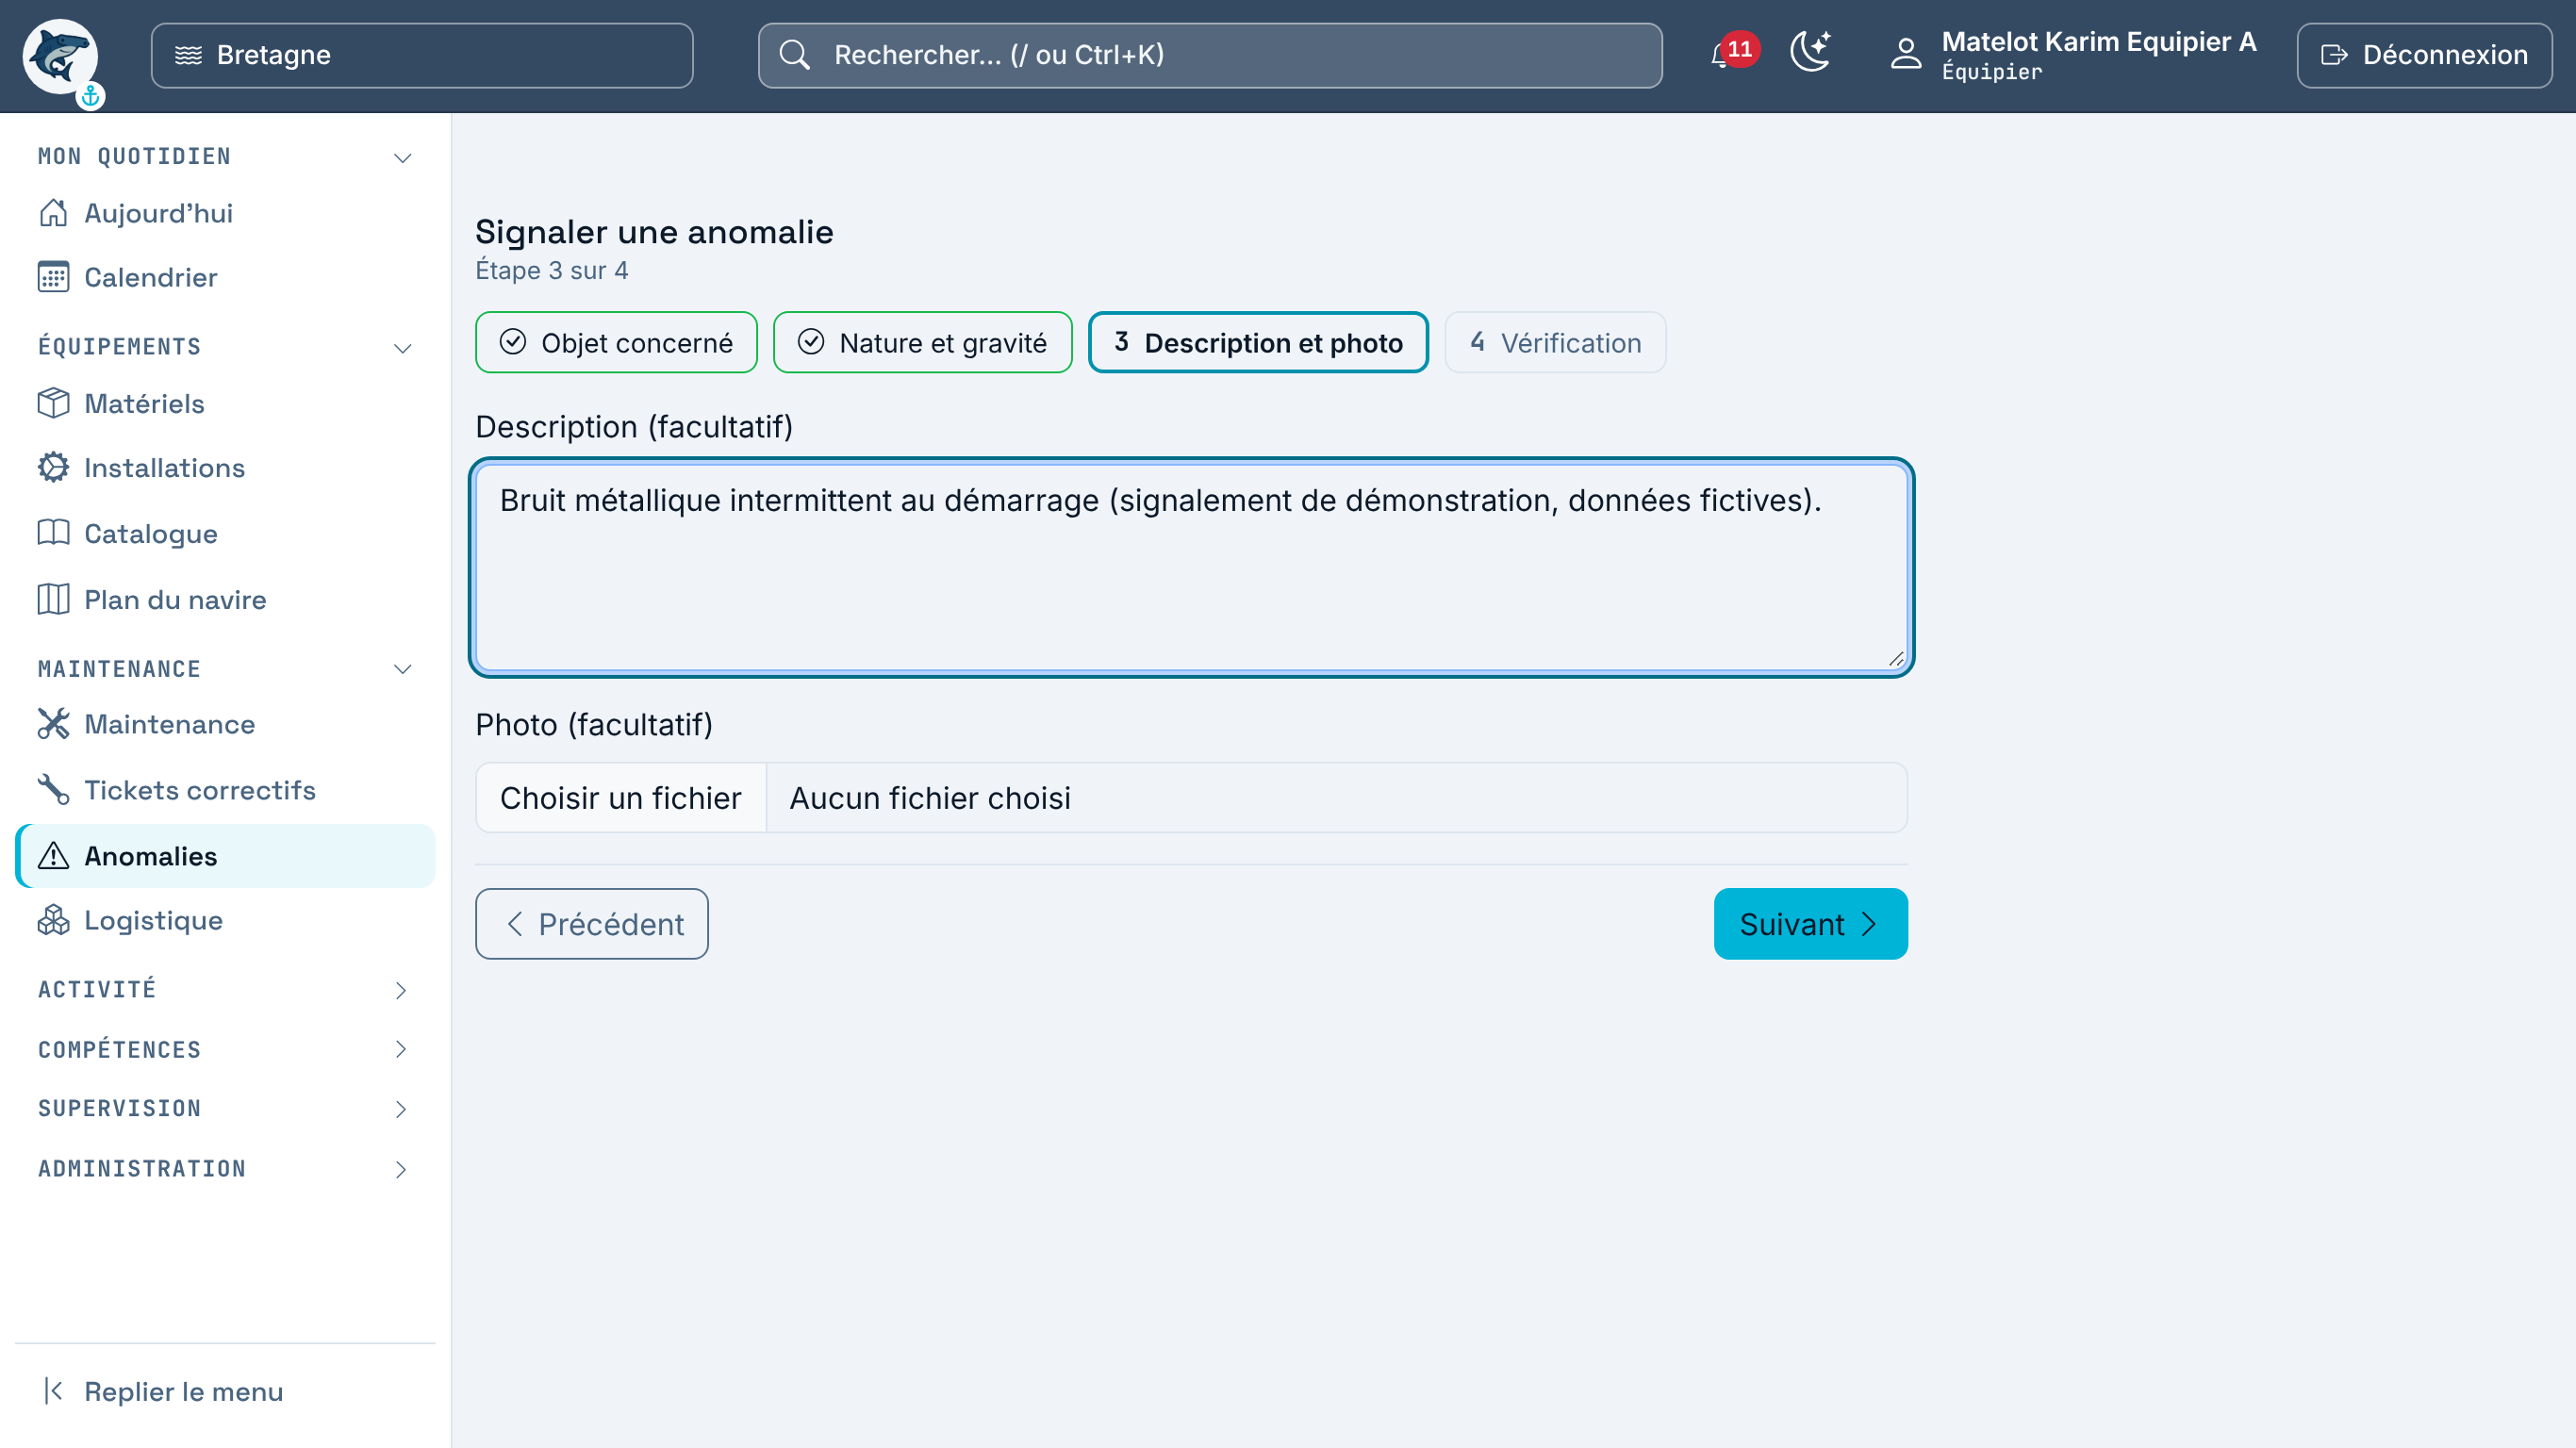 Bretagne
Rechercher... (/ ou Ctrl+K)
11
Matelot Karim Equipier A
Équipier
Déconnexion
MON QUOTIDIEN
Aujourd'hui
Calendrier
ÉQUIPEMENTS
Matériels
Installations
Catalogue
Plan du navire
MAINTENANCE
Maintenance
Tickets correctifs
Anomalies
Logistique
ACTIVITÉ
COMPÉTENCES
SUPERVISION
ADMINISTRATION
Replier le menu
Signaler une anomalie
Étape 3 sur 4
Objet concerné
Nature et gravité
3 Description et photo
4 Vérification
Description (facultatif)
Bruit métallique intermittent au démarrage (signalement de démonstration, données fictives).
Photo (facultatif)
Choisir un fichier
Aucun fichier choisi
Précédent
Suivant